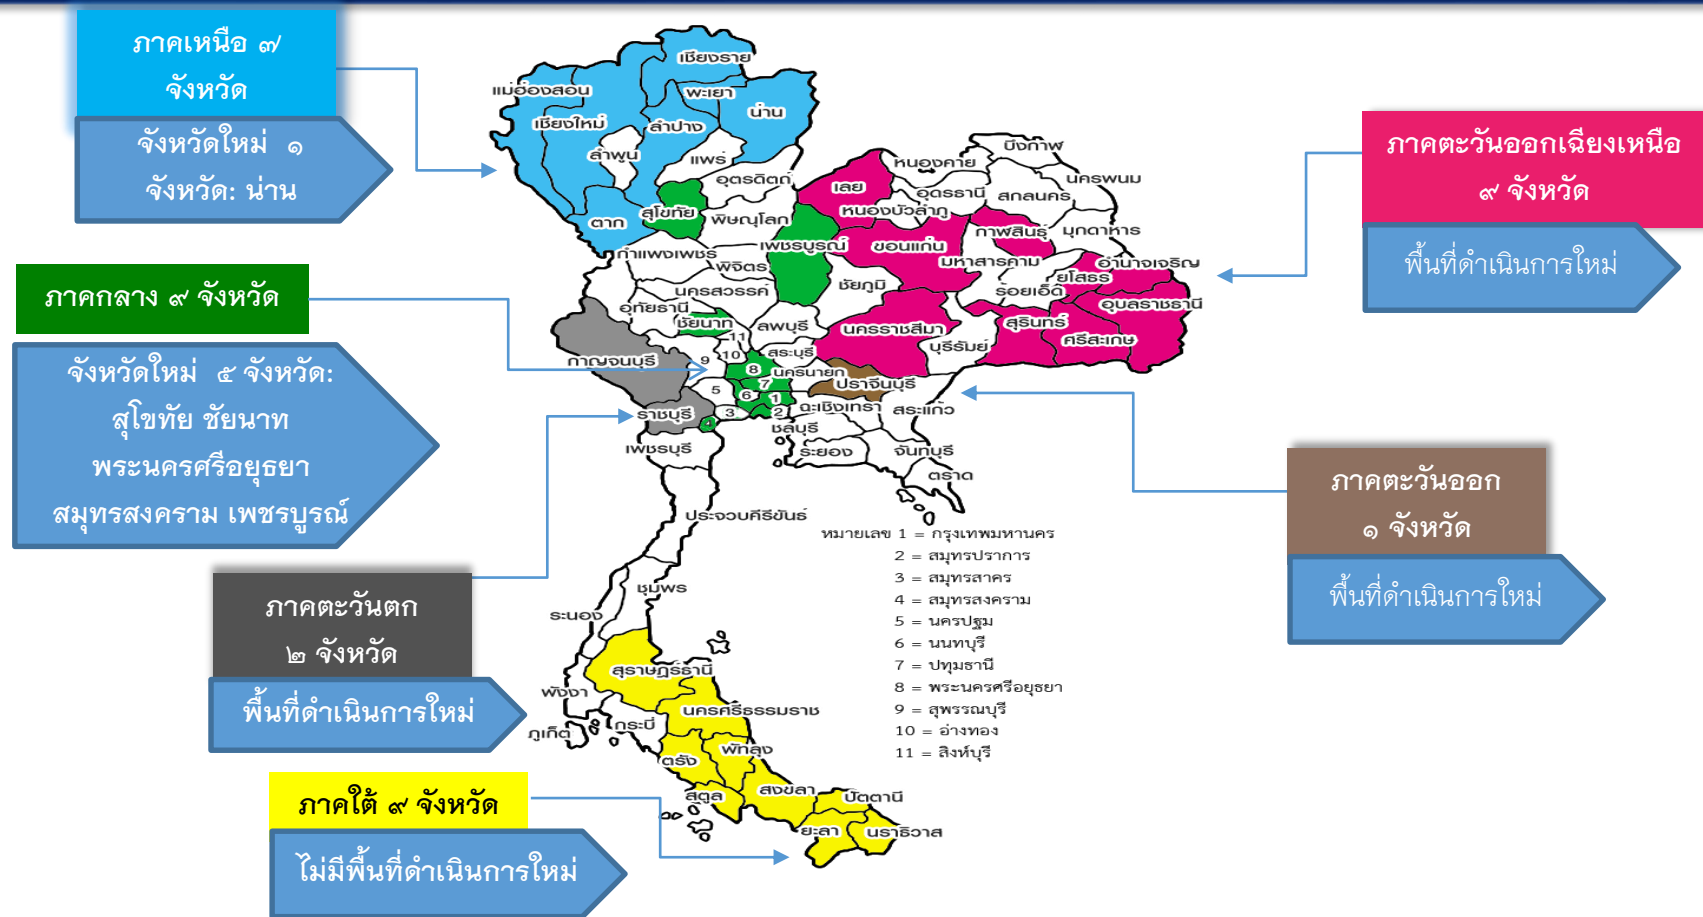 ภาคเหนือ ๗
จังหวัด
จังหวัดใหม่ ๑
จังหวัด: น่าน
ภาคกลาง ๙ จังหวัด
จังหวัดใหม่ ๕ จังหวัด:
สุโขทัย ชัยนาท
พระนครศรีอยุธยา
สมุทรสงคราม เพชรบูรณ์
ภาคตะวันตก
๒ จังหวัด
พื้นที่ดำเนินการใหม่
ภาคใต้ ๙ จังหวัด
ไม่มีพื้นที่ดำเนินการใหม่
ภาคตะวันออกเฉียงเหนือ
๙ จังหวัด
พื้นที่ดำเนินการใหม่
ภาคตะวันออก
๑ จังหวัด
พื้นที่ดำเนินการใหม่
เชียงราย
แม่ฮ่องสอน
พะเยา
น่าน
เชียงใหม่
ลำปาง
ลำพูน
แพร่
อุตรดิตถ์
ตาก
สุโขทัย
พิษณุโลก
เลย
หนองคาย
บึงกาฬ
นครพนม
อุดรธานี
สกลนคร
หนองบัวลำภู
กำแพงเพชร
พิจิตร
เพชรบูรณ์
ขอนแก่น
กาฬสินธุ์
มุกดาหาร
มหาสารคาม
อำนาจเจริญ
ยโสธร
ร้อยเอ็ด
อุบลราชธานี
นครสวรรค์
ชัยภูมิ
อุทัยธานี
ชัยนาท
ลพบุรี
นครราชสีมา
สุรินทร์
ศรีสะเกษ
บุรีรัมย์
11
10
9
8
7
6
5
1
2
3
4
สระบุรี
นครนายก
กาญจนบุรี
ปราจีนบุรี
ราชบุรี
ฉะเชิงเทรา
สระแก้ว
เพชรบุรี
ชลบุรี
ระยอง
จันทบุรี
ตราด
ประจวบคีรีขันธ์
ชุมพร
ระนอง
สุราษฎร์ธานี
พังงา
นครศรีธรรมราช
ภูเก็ต
กระบี่
ตรัง
พัทลุง
สตูล
สงขลา
ปัตตานี
ยะลา
นราธิวาส
หมายเลข 1 = กรุงเทพมหานคร
2 = สมุทรปราการ
3 = สมุทรสาคร
4 = สมุทรสงคราม
5 = นครปฐม
6 = นนทบุรี
7 = ปทุมธานี
8 = พระนครศรีอยุธยา
9 = สุพรรณบุรี
10 = อ่างทอง
11 = สิงห์บุรี